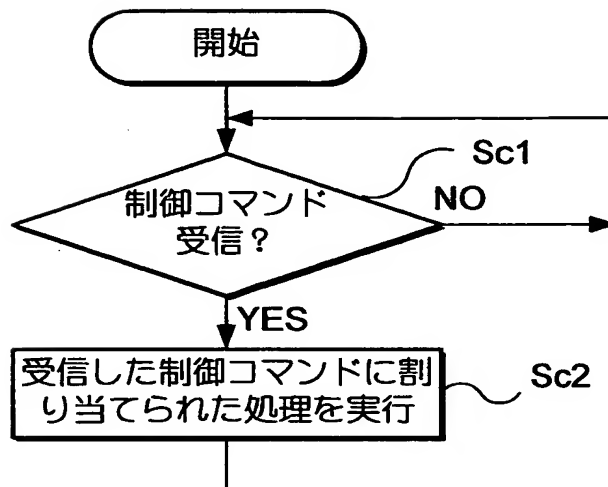 開始
Sc1
制御コマンド
受信？
NO
YES
受信した制御コマンドに割
り当てられた処理を実行
Sc2